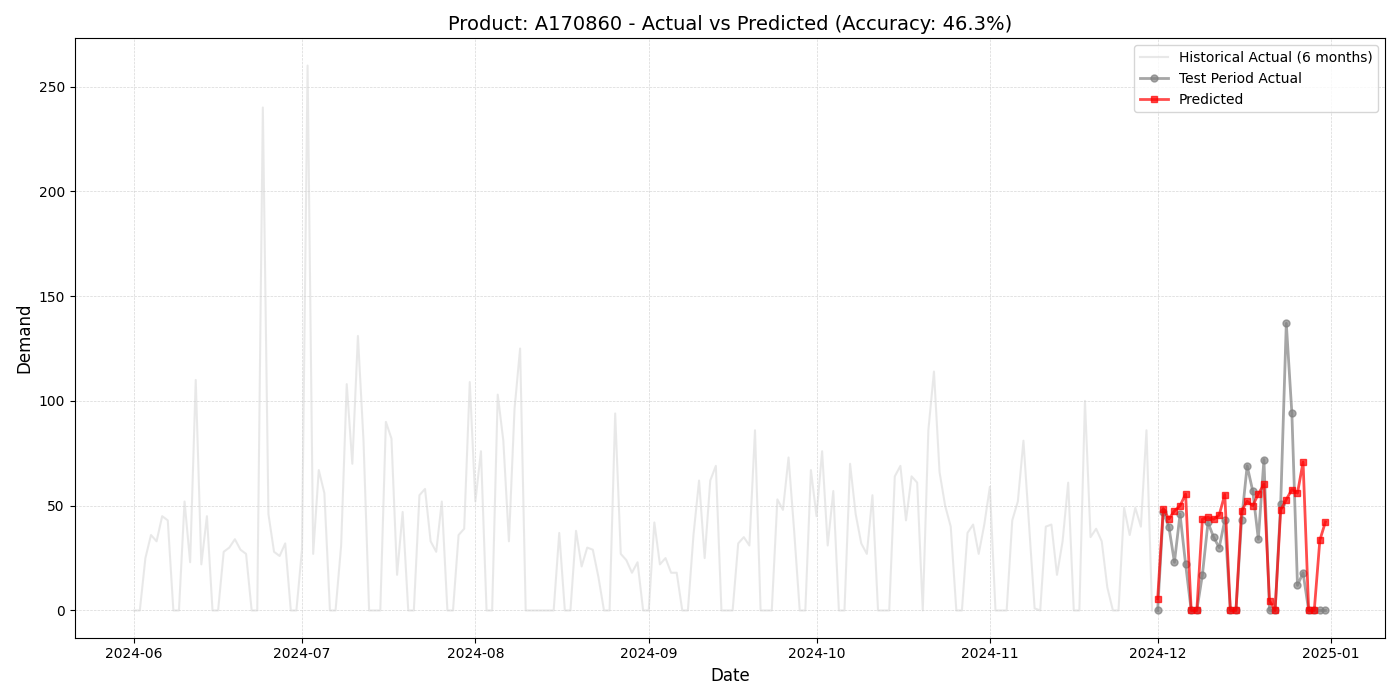 Product: A170860 - Actual vs Predicted (Accuracy: 46.3%)
Historical Actual (6 months)
Test Period Actual
Predicted
Demand
250
200
150
100
50
0
2024-06
2024-07
2024-08
2024-09
2024-10
2024-11
2024-12
2025-01
Date